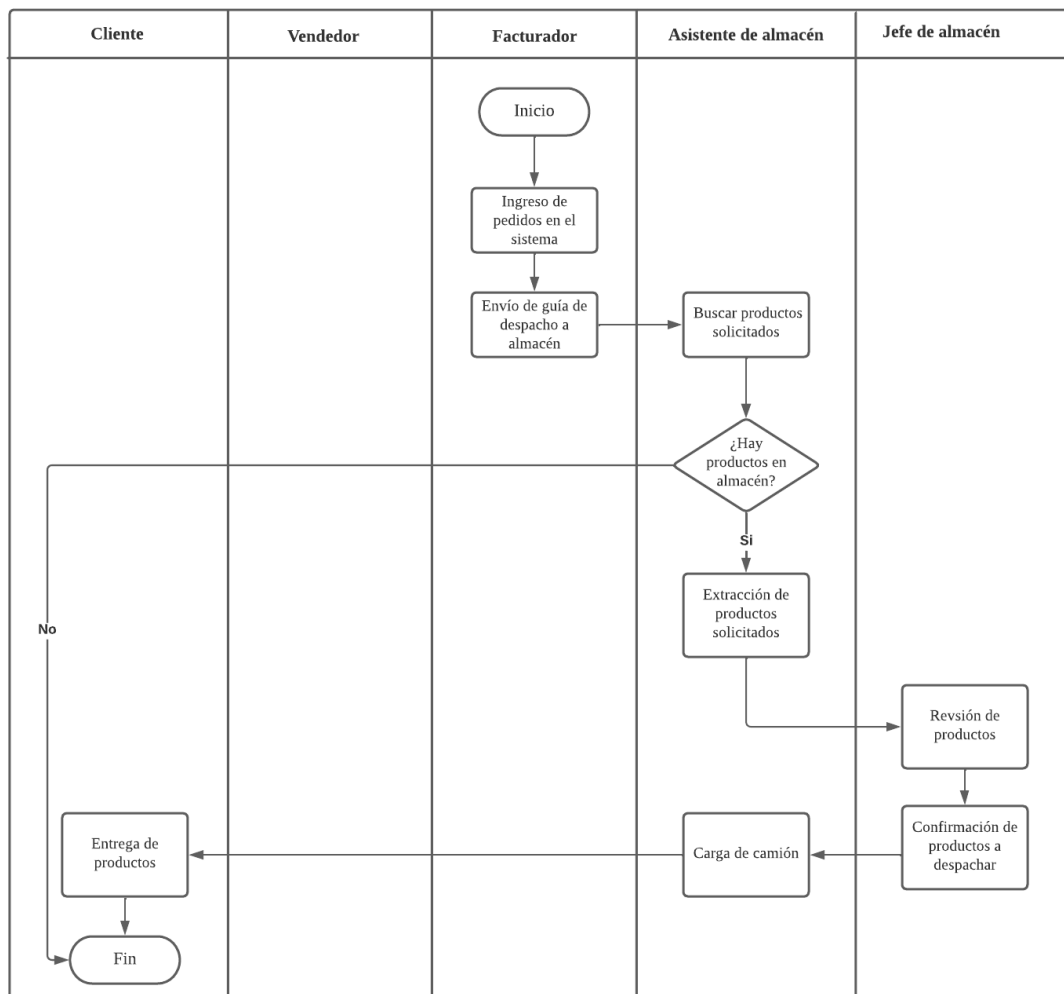 Cliente
Vendedor
Facturador
Asistente de almacén
Jefe de almacén
Inicio
Ingreso de
pedidos en el
sistema
Envío de guía de
despacho a
almacén
Buscar productos
solicitados
¿Hay
productos en
almacén?
Si
Extracción de
productos
solicitados
No
Revsión de
productos
Entrega de
productos
Carga de camión
Confirmación de
productos a
despachar
Fin